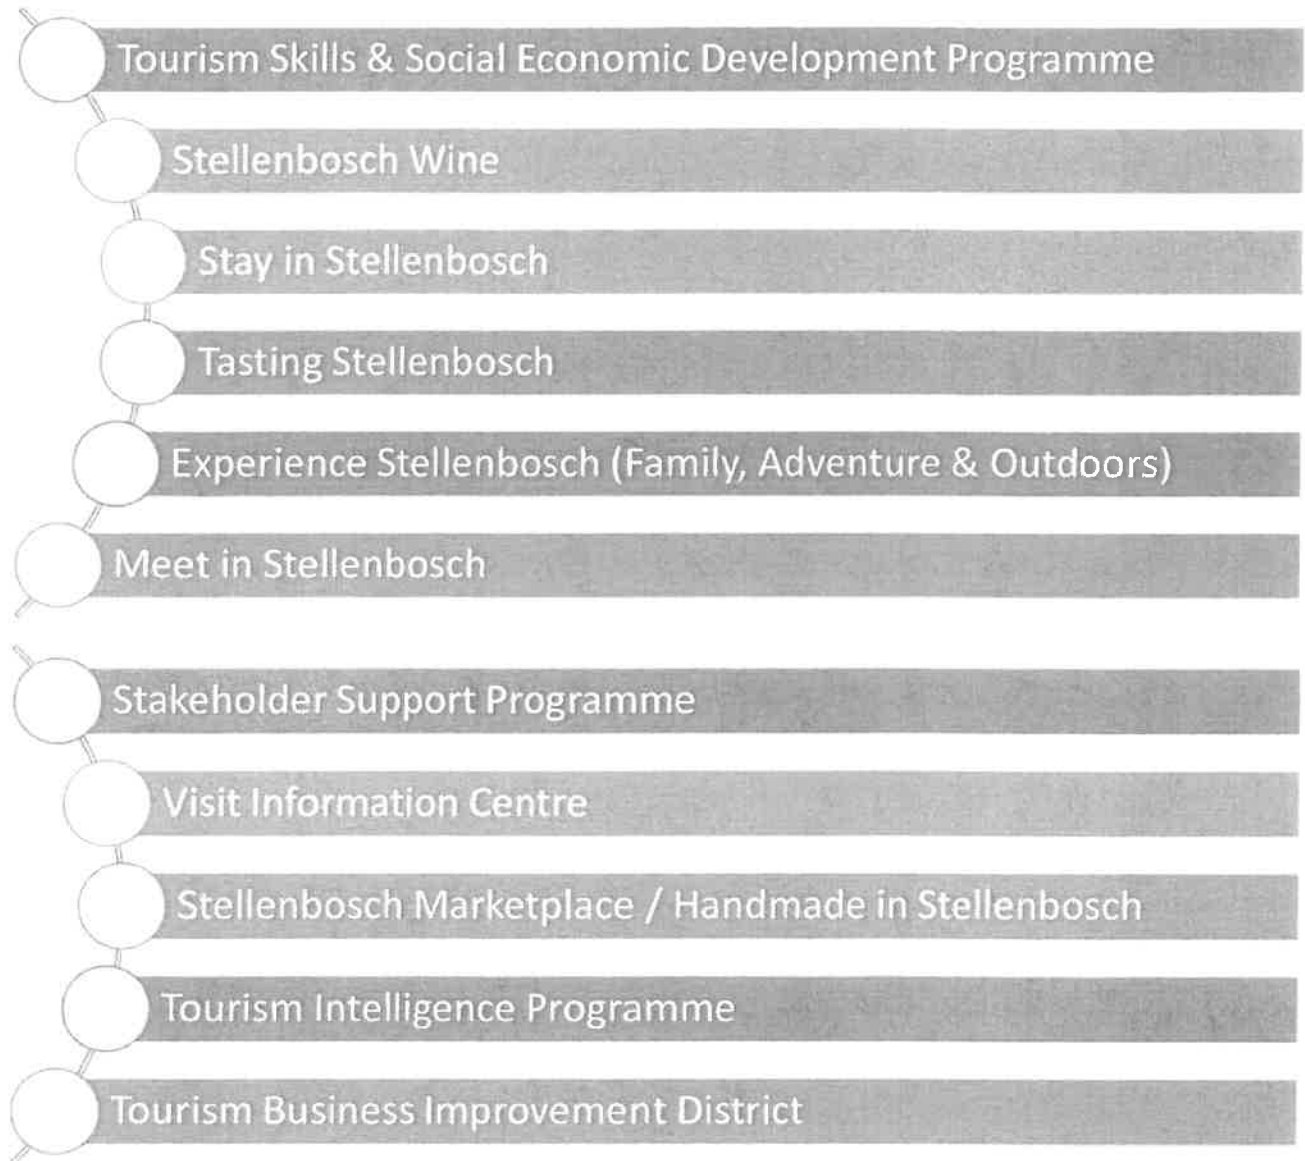 Tourism Skills & Social Economic Development Programme
Stellenbosch Wine
Stay in Stellenbosch
Tasting Stellenbosch
Experience Stellenbosch (Family, Adventure & Outdoors)
Meet in Stellenbosch
Stakeholder Support Programme
Visit Information Centre
Stellenbosch Marketplace / Handmade in Stellenbosch
Tourism Intelligence Programme
Tourism Business Improvement District